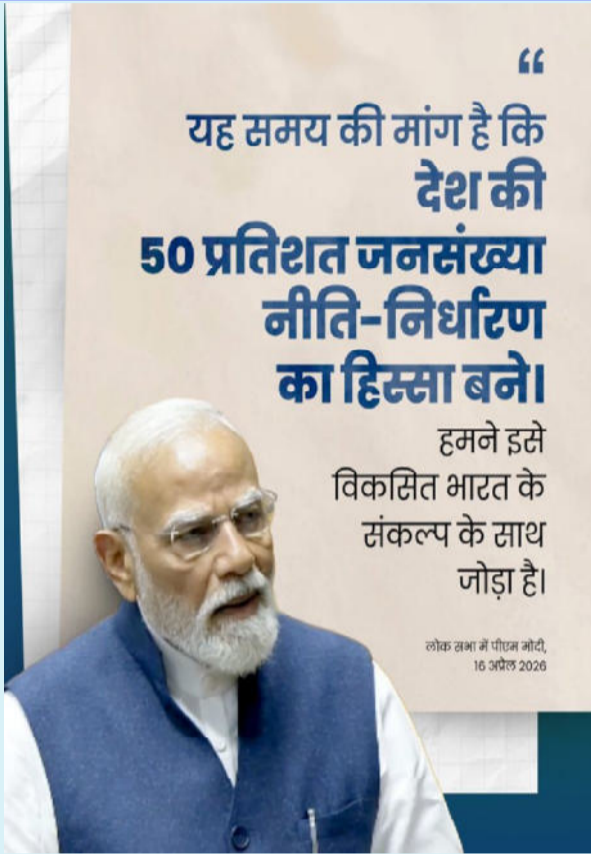 “
यह समय की मांग है कि
देश की
50 प्रतिशत जनसंख्या
नीति-निर्धारण
का हिस्सा बने।
हमने इसे
विकसित भारत के
संकल्प के साथ
जोड़ा है।
लोक सभा में पीएम मोदी,
16 अप्रैल 2026